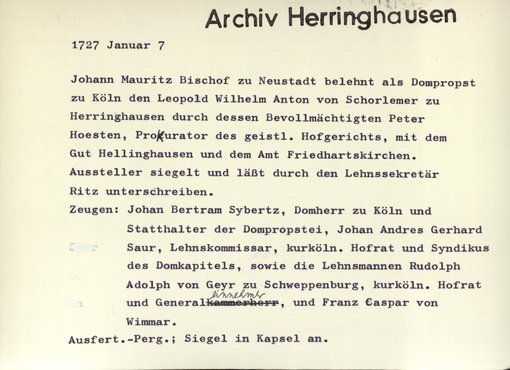 Archiv Herringhausen
1727 Januar 7
Johann Mauritz Bischof zu Neustadt belehnt als Dompropst
zu Köln den Leopold Wilhelm Anton von Schorlemer zu
Herringhausen durch dessen Bevollmächtigten Peter
Hoesten, Prokurator des geistl. Hofgerichts, mit dem
Gut Hellinghausen und dem Amt Friedhartskirchen.
Aussteller siegelt und läßt durch den Lehnssekretär
Ritz unterschreiben.
Zeugen: Johan Bertram Sybertz, Domherr zu Köln und
Statthalter der Dompropstei, Johan Andres Gerhard
Saur, Lehnskommissar, kurköln. Hofrat und Syndikus
des Domkapitels, sowie die Lehnsmannen Rudolph
Adolph von Geyr zu Schweppenburg, kurköln. Hofrat
einnehmer
und Generalkammerherr, und Franz Caspar von
Wimmar.
Ausfert.-Perg.; Siegel in Kapsel an.